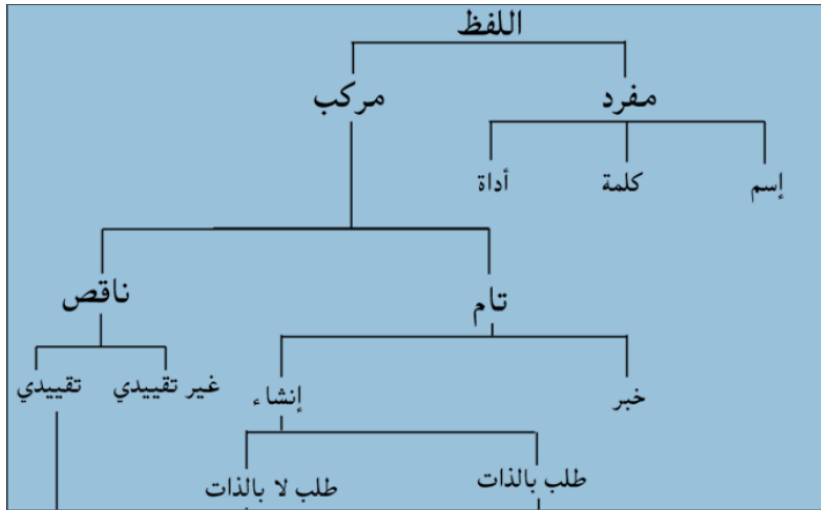 اللفظ
مفرد مركب
إسم كلمة أداة
تام ناقص
خبر إنشاء غير تقييدي تقييدي
طلب بالذات طلب لا بالذات